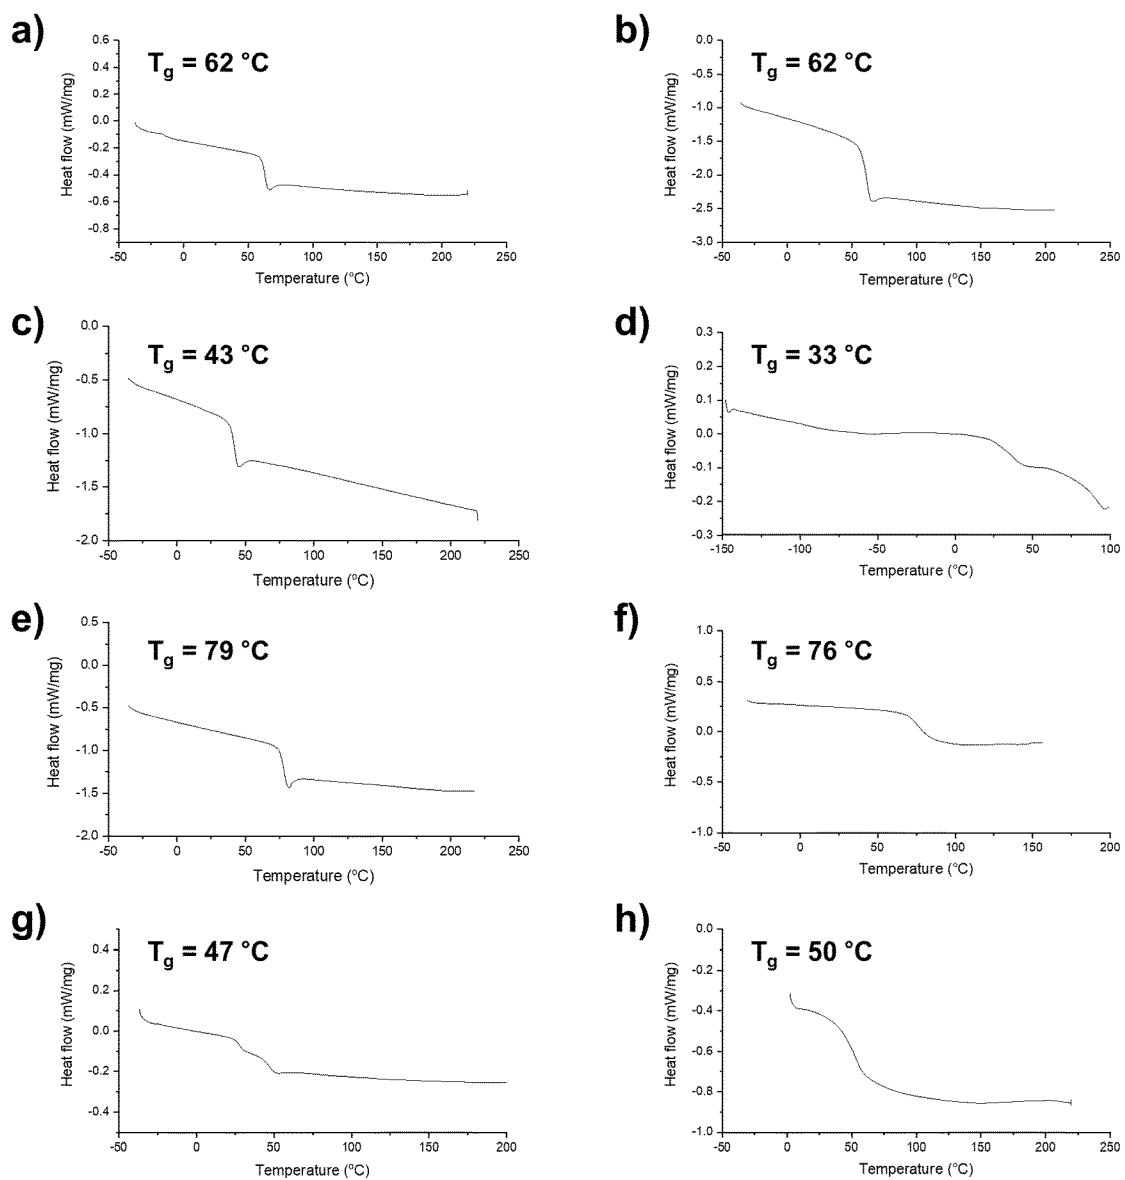 a)
T_g = 62 °C
0.6
0.4
0.2
0.0
-0.2
-0.4
-0.6
-0.8
Heat flow (mW/mg)
-50 0 50 100 150 200 250
Temperature (°C)
b)
T_g = 62 °C
0.0
-0.5
-1.0
-1.5
-2.0
-2.5
-3.0
Heat flow (mW/mg)
-50 0 50 100 150 200 250
Temperature (°C)
c)
T_g = 43 °C
0.0
-0.5
-1.0
-1.5
-2.0
Heat flow (mW/mg)
-50 0 50 100 150 200 250
Temperature (°C)
d)
T_g = 33 °C
0.3
0.2
0.1
0.0
-0.1
-0.2
-0.3
Heat flow (mW/mg)
-150 -100 -50 0 50 100
Temperature (°C)
e)
T_g = 79 °C
0.5
0.0
-0.5
-1.0
-1.5
-2.0
Heat flow (mW/mg)
-50 0 50 100 150 200 250
Temperature (°C)
f)
T_g = 76 °C
1.0
0.5
0.0
-0.5
-1.0
Heat flow (mW/mg)
-50 0 50 100 150 200
Temperature (°C)
g)
T_g = 47 °C
0.4
0.2
0.0
-0.2
-0.4
Heat flow (mW/mg)
-50 0 50 100 150 200
Temperature (°C)
h)
T_g = 50 °C
0.0
-0.2
-0.4
-0.6
-0.8
-1.0
Heat flow (mW/mg)
-50 0 50 100 150 200 250
Temperature (°C)